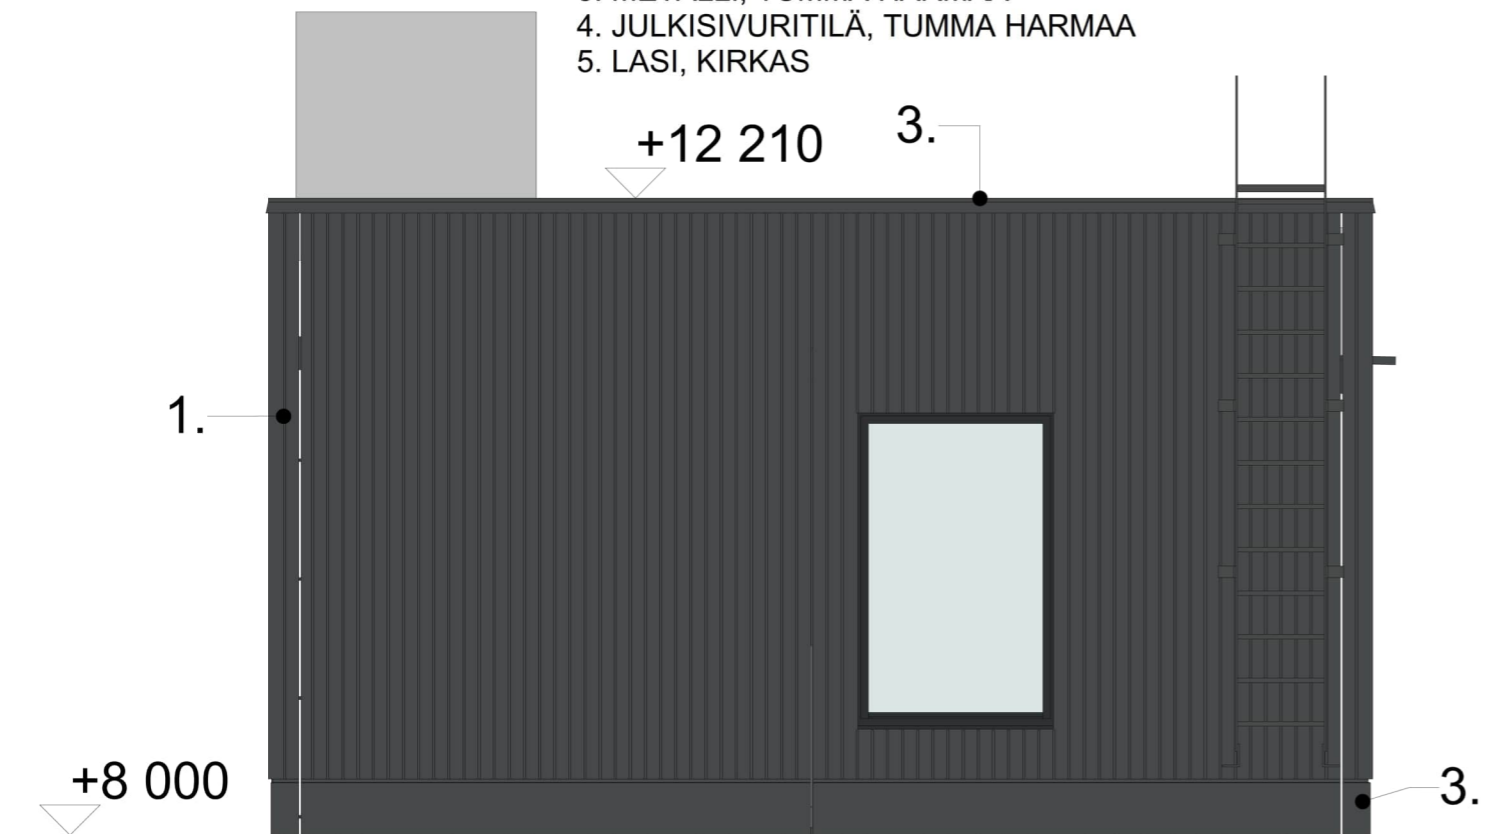 4. JULKISIVURITILÄ, TUMMA HARMAA
5. LASI, KIRKAS
+12 210
3.
1.
+8 000
3.